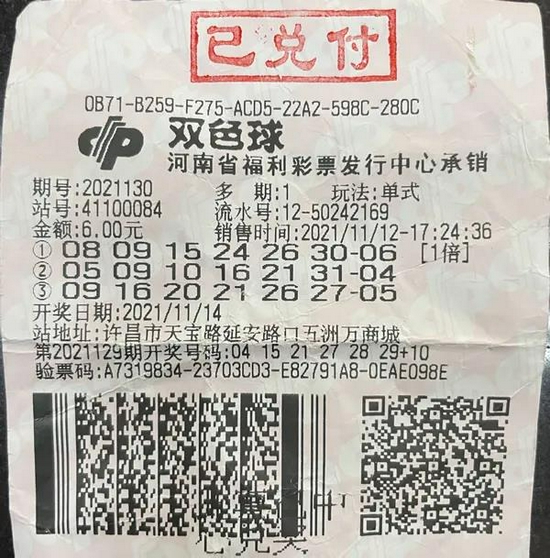 已兑付
0B71-B259-F275-ACD5-22A2-598C-280C
双色球
河南省福利彩票发行中心承销
期号:2021130 多 期:1 玩法:单式
站号:41100084 流水号:12-50242169
金额:6.00元 销售时间:2021/11/12-17:24:36
① 08 09 15 24 26 30-06 [1倍]
② 05 09 10 16 21 31-04
③ 09 16 20 21 26 27-05
开奖日期:2021/11/14
站地址:许昌市天宝路延安路口五洲万商城
第2021129期开奖号码:04 15 21 27 28 29+10
验票码:A7319834-23703CD3-E82791A8-0EAE098E